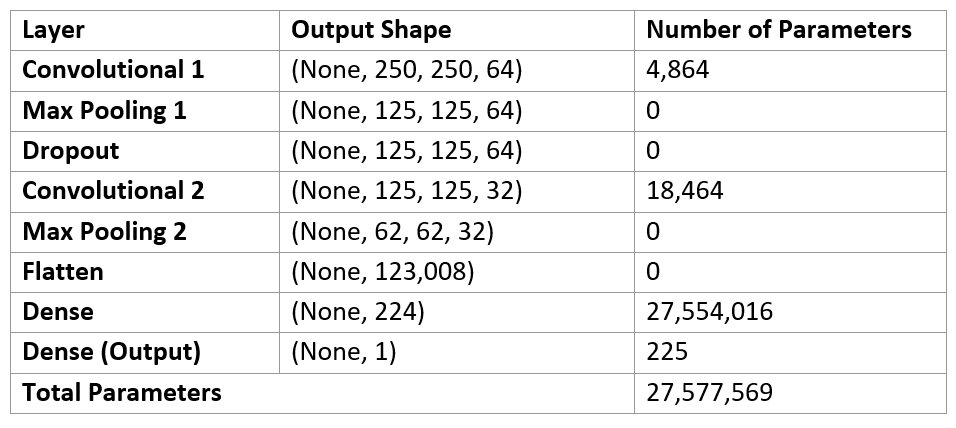 Layer Output Shape Number of Parameters
Convolutional 1 (None, 250, 250, 64) 4,864
Max Pooling 1 (None, 125, 125, 64) 0
Dropout (None, 125, 125, 64) 0
Convolutional 2 (None, 125, 125, 32) 18,464
Max Pooling 2 (None, 62, 62, 32) 0
Flatten (None, 123,008) 0
Dense (None, 224) 27,554,016
Dense (Output) (None, 1) 225
Total Parameters 27,577,569